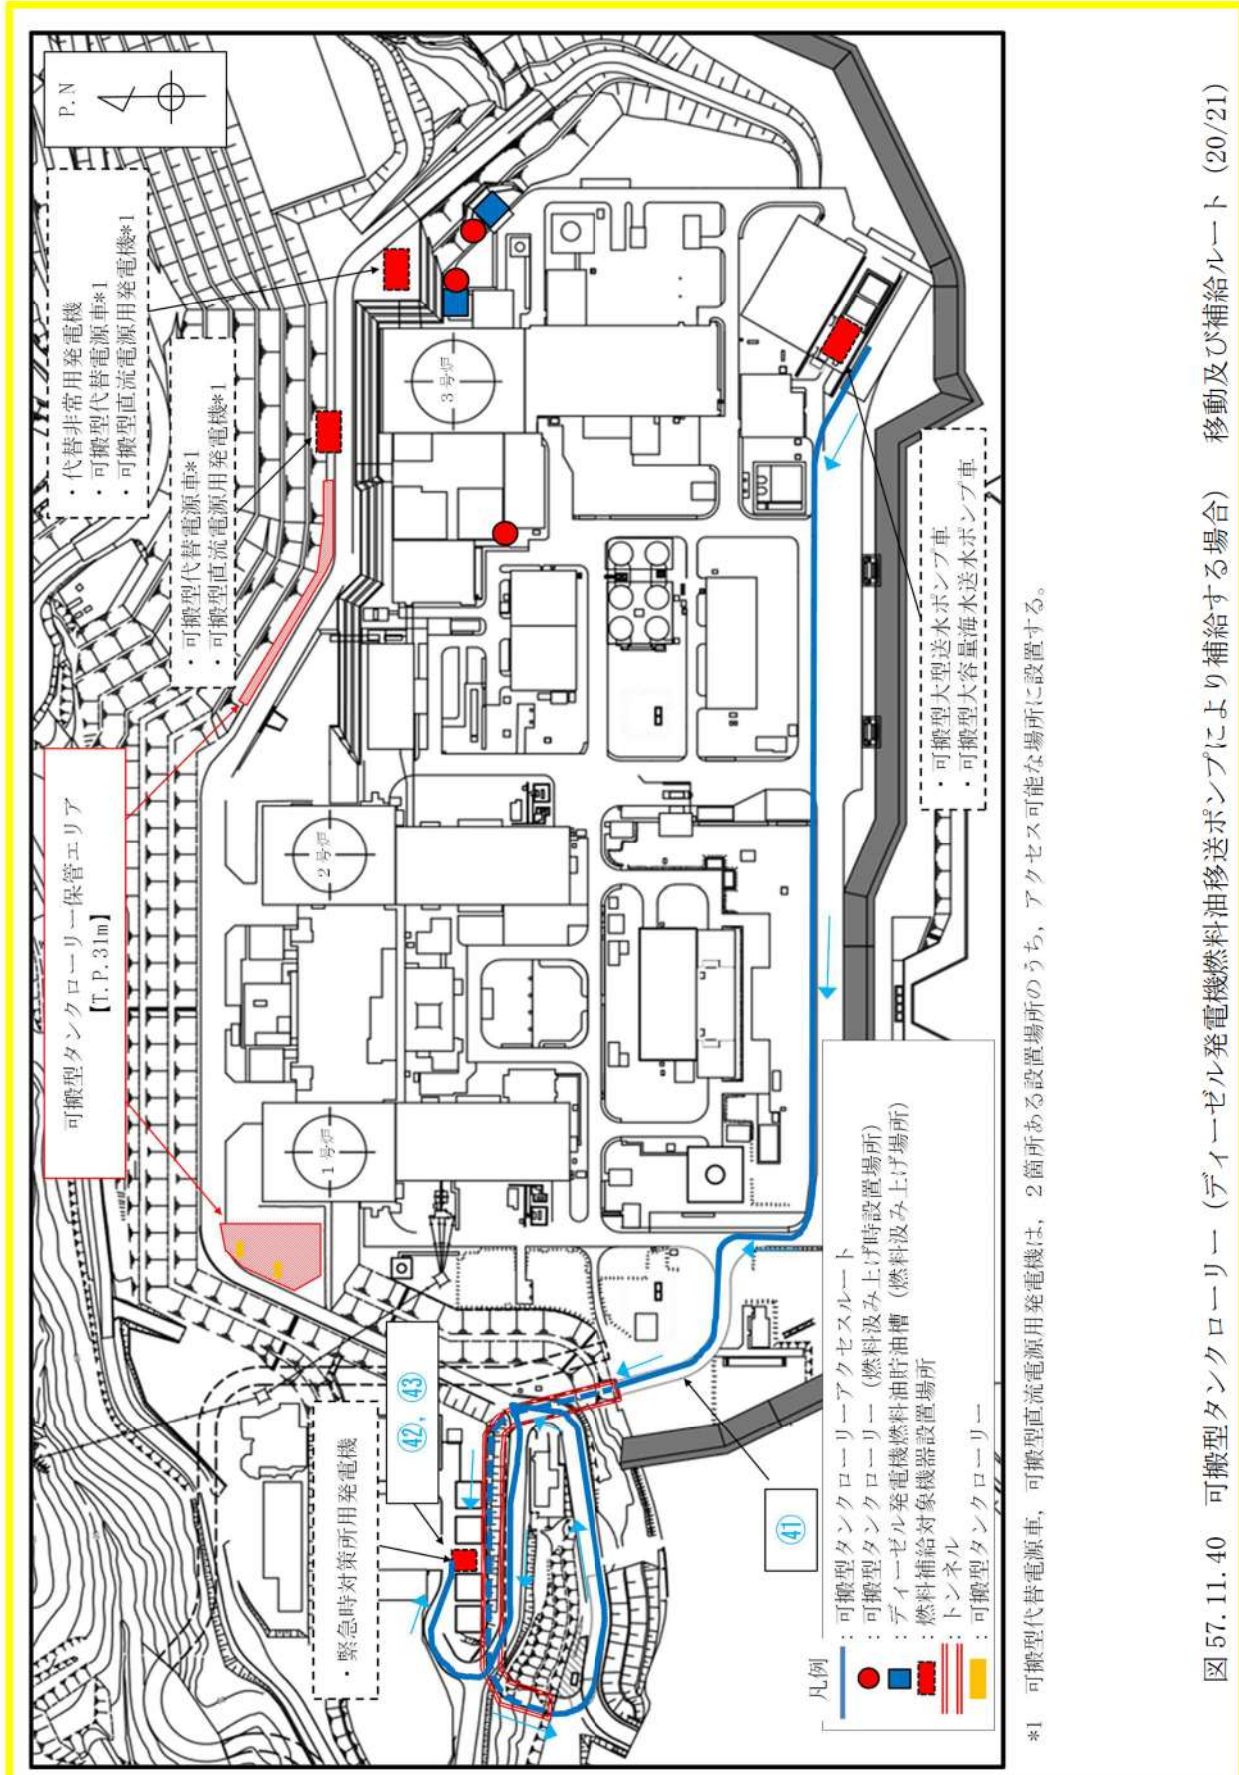 P.N
・代替非常用発電機
・可搬型代替電源車*1
・可搬型直流電源用発電機*1
・可搬型代替電源車*1
・可搬型直流電源用発電機*1
可搬型タンクローリー保管エリア
【T.P.31m】
3号炉
2号炉
1号炉
・可搬型大型送水ポンプ車
・可搬型大容量海水送水ポンプ車
㊷, ㊸
・緊急時対策所用発電機
㊶
凡例
：可搬型タンクローリーアクセスルート
：可搬型タンクローリー（燃料汲み上げ時設置場所）
：ディーゼル発電機燃料油貯油槽（燃料汲み上げ場所）
：燃料補給対象機器設置場所
：トンネル
：可搬型タンクローリー
*1　可搬型代替電源車，可搬型直流電源用発電機は，2箇所ある設置場所のうち，アクセス可能な場所に設置する。
図57.11.40　可搬型タンクローリー（ディーゼル発電機燃料油移送ポンプにより補給する場合）　移動及び補給ルート（20/21）